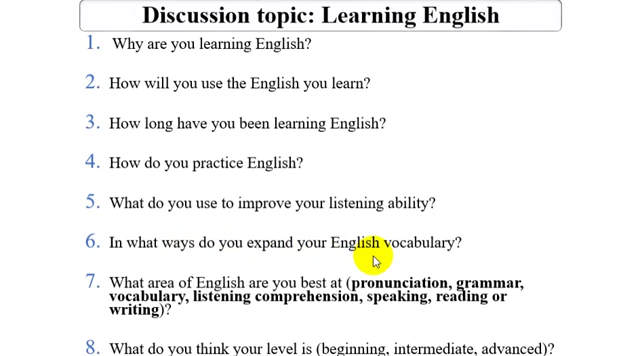 Discussion topic: Learning English
1. Why are you learning English?
2. How will you use the English you learn?
3. How long have you been learning English?
4. How do you practice English?
5. What do you use to improve your listening ability?
6. In what ways do you expand your English vocabulary?
7. What area of English are you best at (pronunciation, grammar,
vocabulary, listening comprehension, speaking, reading or
writing)?
8. What do you think your level is (beginning, intermediate, advanced)?